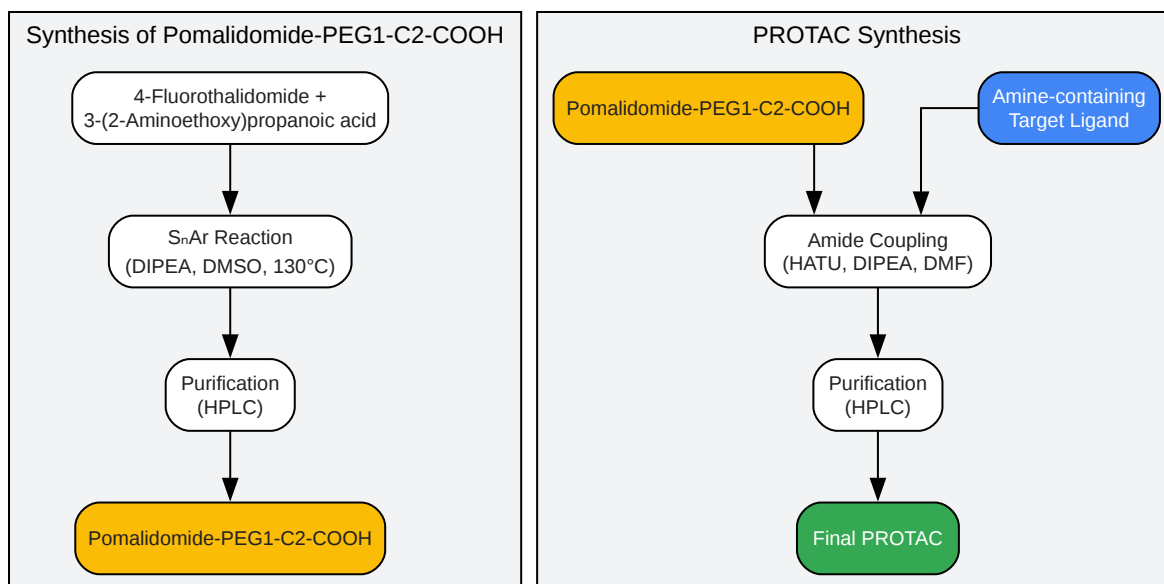 Synthesis of Pomalidomide-PEG1-C2-COOH
4-Fluorothalidomide +
3-(2-Aminoethoxy)propanoic acid
SₙAr Reaction
(DIPEA, DMSO, 130°C)
Purification
(HPLC)
Pomalidomide-PEG1-C2-COOH
PROTAC Synthesis
Pomalidomide-PEG1-C2-COOH
Amine-containing
Target Ligand
Amide Coupling
(HATU, DIPEA, DMF)
Purification
(HPLC)
Final PROTAC